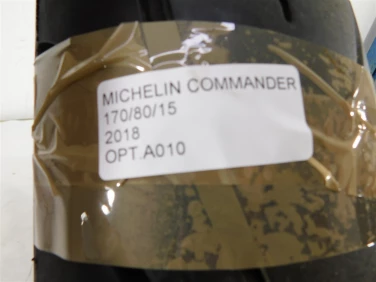 MICHELIN COMMANDER
170/80/15
2018
OPT.A010